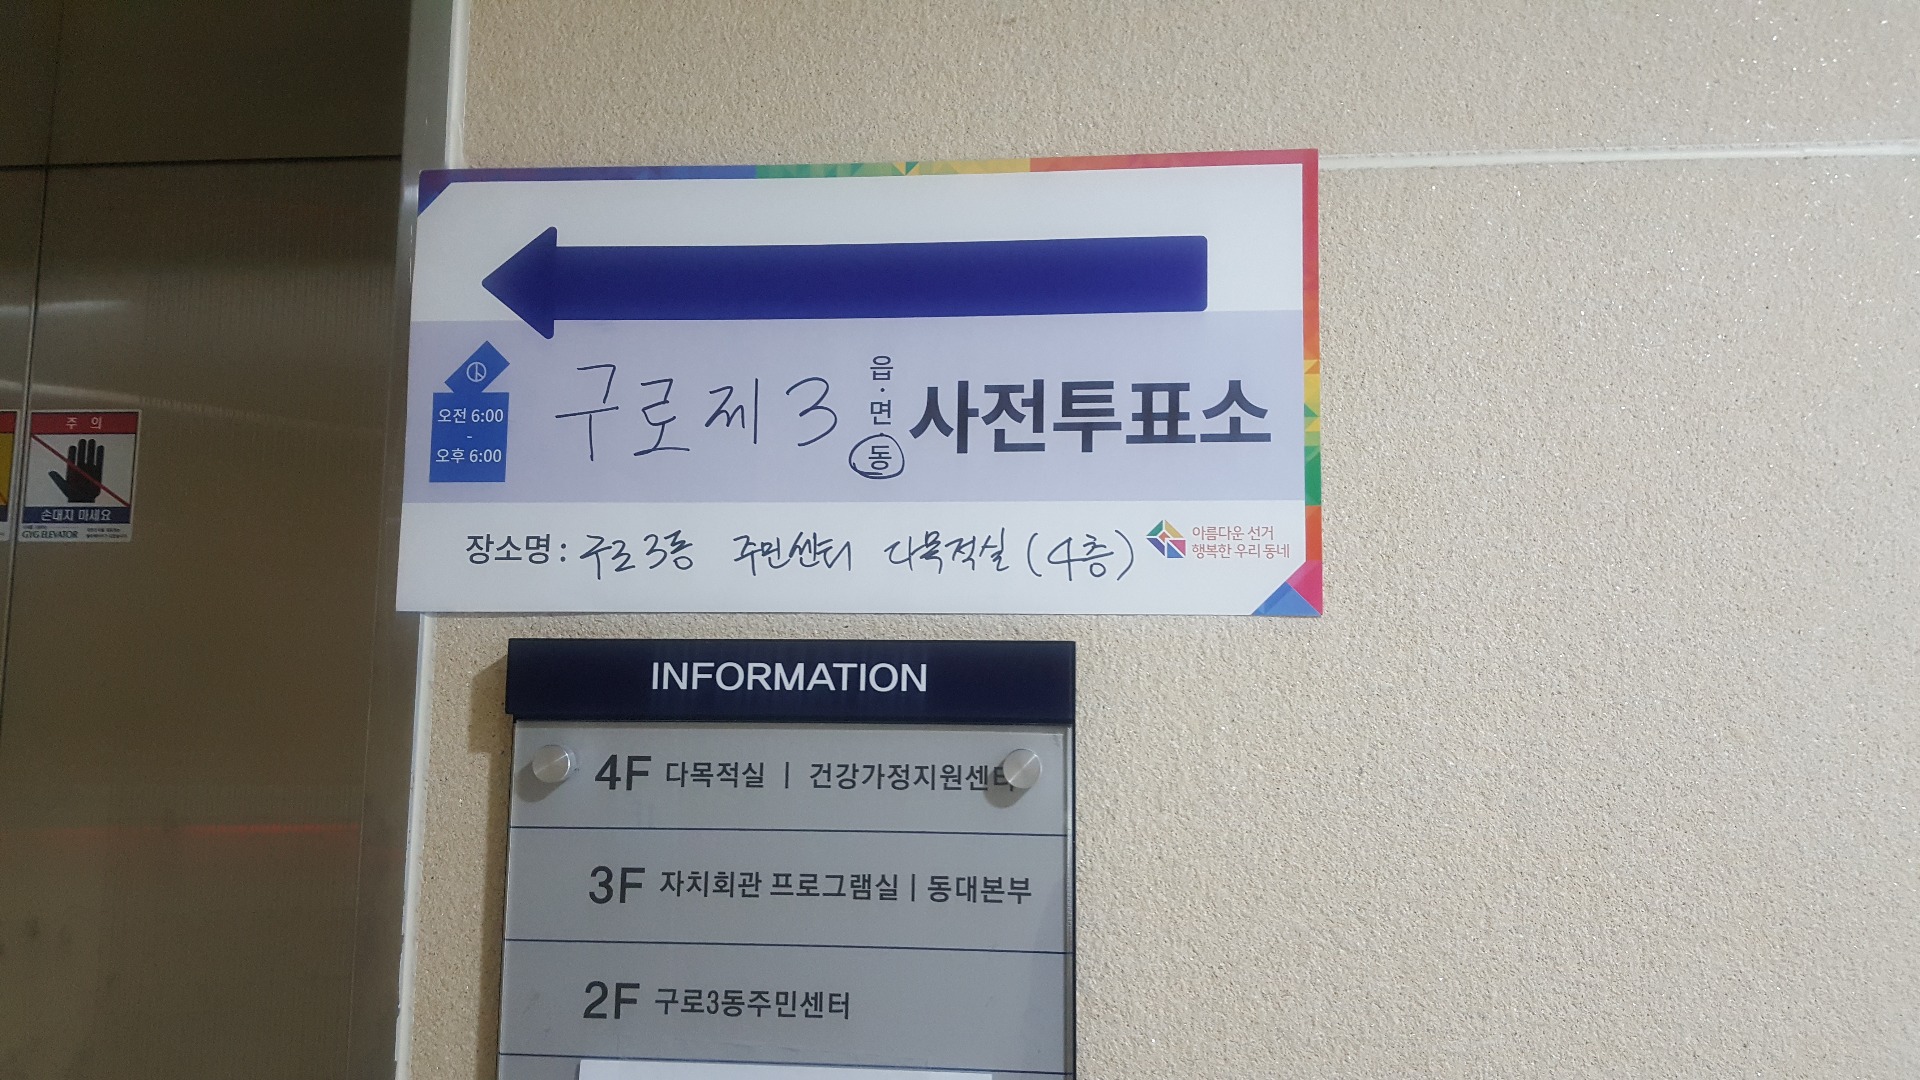 오전 6:00
-
오후 6:00
구로제3 읍·면·동 사전투표소
장소명: 구로3동 주민센터 다목적실 (4층)
아름다운 선거
행복한 우리 동네
주 의
손대지 마세요
GYG ELEVATOR
INFORMATION
4F 다목적실 | 건강가정지원센터
3F 자치회관 프로그램실 | 동대본부
2F 구로3동주민센터